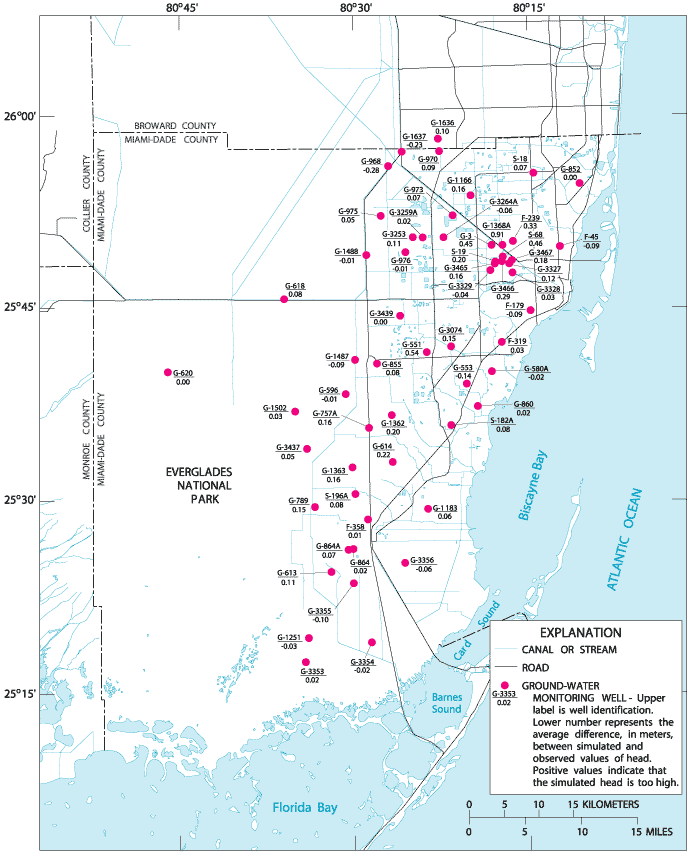 80°45'
80°30'
80°15'
26°00'
BROWARD COUNTY
MIAMI-DADE COUNTY
COLLIER COUNTY
MIAMI-DADE COUNTY
G-1636
0.10
G-1637
-0.23
G-968
-0.28
G-970
0.09
S-18
0.07
G-852
0.00
G-1166
0.16
G-973
0.07
G-3264A
-0.06
G-975
0.05
G-3259A
0.02
F-239
0.33
G-1368A
0.91
G-3253
0.11
G-3
0.45
S-68
0.46
F-45
-0.09
G-1488
-0.01
G-976
-0.01
S-19
0.20
G-3467
0.18
G-3465
0.16
G-3327
0.12
G-618
0.08
G-3329
-0.04
G-3466
0.29
G-3328
0.03
25°45'
F-179
-0.09
G-3439
0.00
G-3074
0.15
G-551
0.54
F-319
0.03
G-1487
-0.09
G-855
0.08
G-553
-0.14
G-580A
-0.02
G-620
0.00
G-596
-0.01
G-860
0.02
G-1502
0.03
G-757A
0.16
G-1362
0.20
S-182A
0.08
MONROE COUNTY
MIAMI-DADE COUNTY
G-3437
0.05
G-614
0.22
G-1363
0.16
EVERGLADES
NATIONAL
PARK
S-196A
0.08
25°30'
G-789
0.15
G-1183
0.06
F-358
0.01
G-864A
0.07
G-864
0.02
G-3356
-0.06
G-613
0.11
G-3355
-0.10
G-1251
-0.03
G-3354
-0.02
G-3353
0.02
25°15'
Biscayne Bay
ATLANTIC OCEAN
Card Sound
Barnes
Sound
Florida Bay
EXPLANATION
CANAL OR STREAM
ROAD
G-3353
0.02
GROUND-WATER
MONITORING WELL - Upper
label is well identification.
Lower number represents the
average difference, in meters,
between simulated and
observed values of head.
Positive values indicate that
the simulated head is too high.
0 5 10 15 KILOMETERS
0 5 10 15 MILES